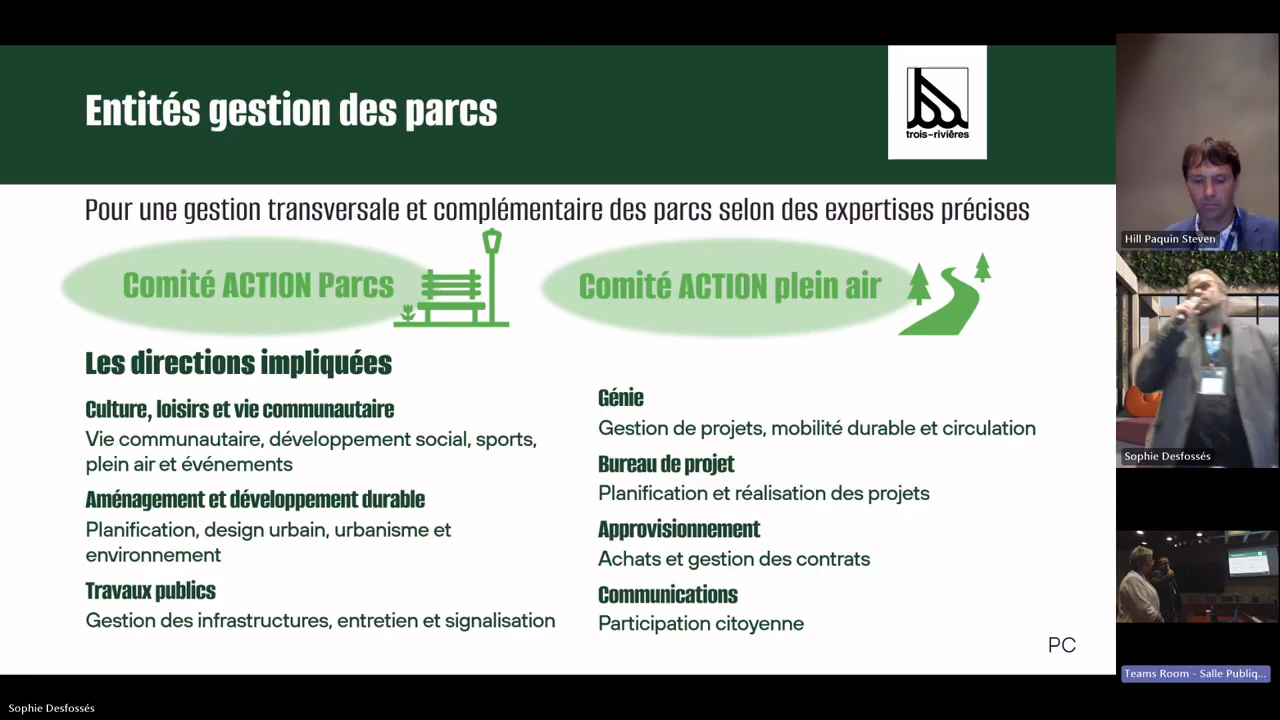 Entités gestion des parcs
trois-rivières
Pour une gestion transversale et complémentaire des parcs selon des expertises précises
Comité ACTION Parcs
Comité ACTION plein air
Les directions impliquées
Culture, loisirs et vie communautaire
Vie communautaire, développement social, sports,
plein air et événements
Aménagement et développement durable
Planification, design urbain, urbanisme et
environnement
Travaux publics
Gestion des infrastructures, entretien et signalisation
Génie
Gestion de projets, mobilité durable et circulation
Bureau de projet
Planification et réalisation des projets
Approvisionnement
Achats et gestion des contrats
Communications
Participation citoyenne
PC
Hill Paquin Steven
Sophie Desfossés
Teams Room - Salle Publiq...
Sophie Desfossés